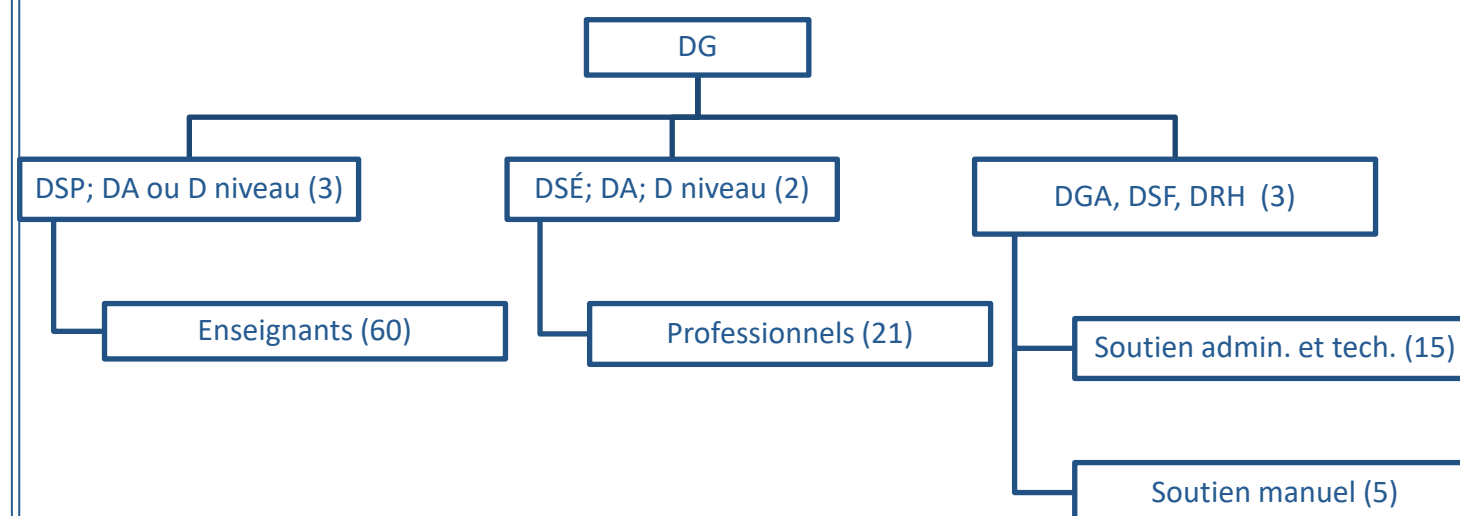 DG
DSP; DA ou D niveau (3)
DSÉ; DA; D niveau (2)
DGA, DSF, DRH (3)
Enseignants (60)
Professionnels (21)
Soutien admin. et tech. (15)
Soutien manuel (5)